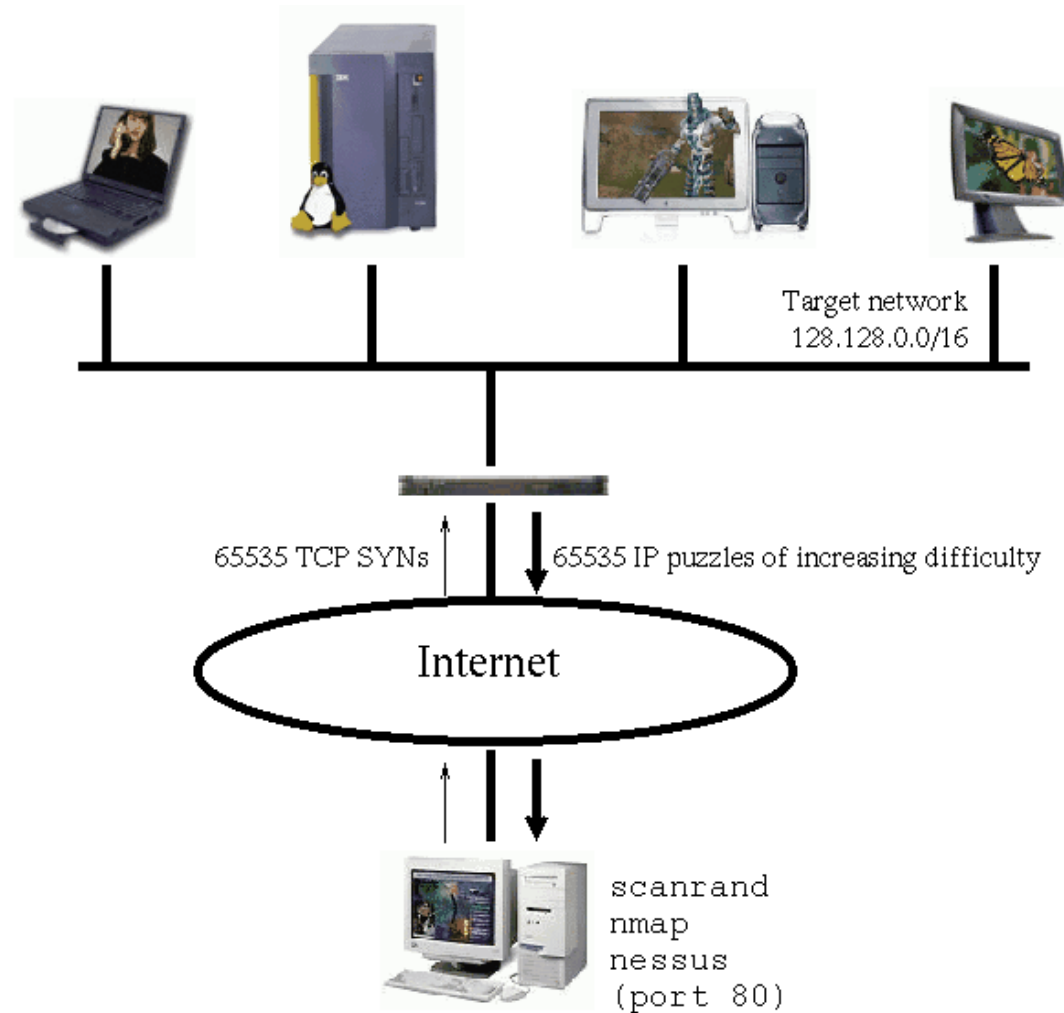 Target network
128.128.0.0/16
65535 TCP SYNs
65535 IP puzzles of increasing difficulty
Internet
scanrand
nmap
nessus
(port 80)